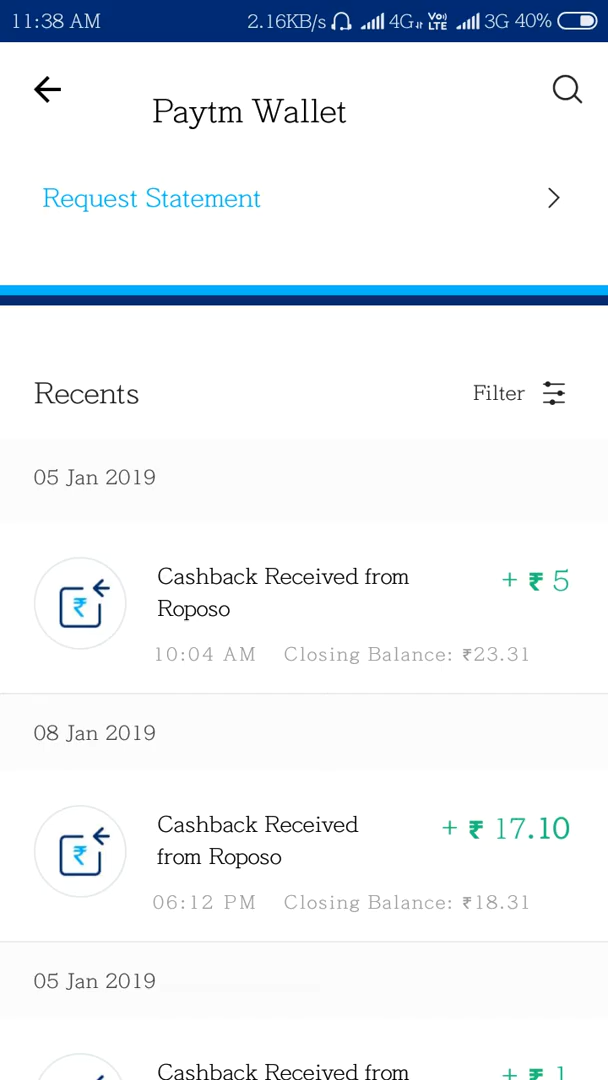 11:38 AM 2.16KB/s 4G VoLTE 3G 40%
Paytm Wallet
Request Statement
Recents Filter
05 Jan 2019
Cashback Received from + ₹ 5
Roposo
10:04 AM Closing Balance: ₹23.31
08 Jan 2019
Cashback Received + ₹ 17.10
from Roposo
06:12 PM Closing Balance: ₹18.31
05 Jan 2019
Cashback Received from + ₹ 1